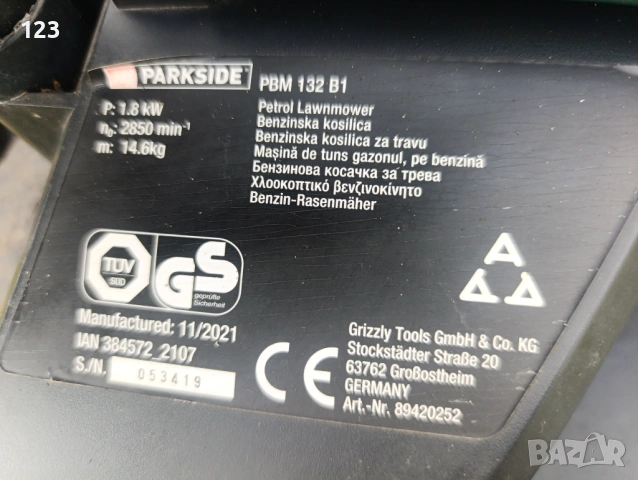 123
PARKSIDE
PBM 132 B1
P: 1.8 kW
n₀: 2850 min⁻¹
m: 14.6kg
Petrol Lawnmower
Benzinska kosilica
Benzinska kosilica za travu
Mașină de tuns gazonul, pe benzină
Бензинова косачка за трева
Χλοοκοπτικό βενζινοκίνητο
Benzin-Rasenmäher
TÜV
SÜD
GS
geprüfte
Sicherheit
Manufactured: 11/2021
IAN 384572_2107
S./N. 053419
CE
Grizzly Tools GmbH & Co. KG
Stockstädter Straße 20
63762 Großostheim
GERMANY
Art.-Nr. 89420252
BAZAR